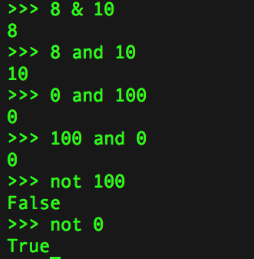 >>> 8 & 10
8
>>> 8 and 10
10
>>> 0 and 100
0
>>> 100 and 0
0
>>> not 100
False
>>> not 0
True_